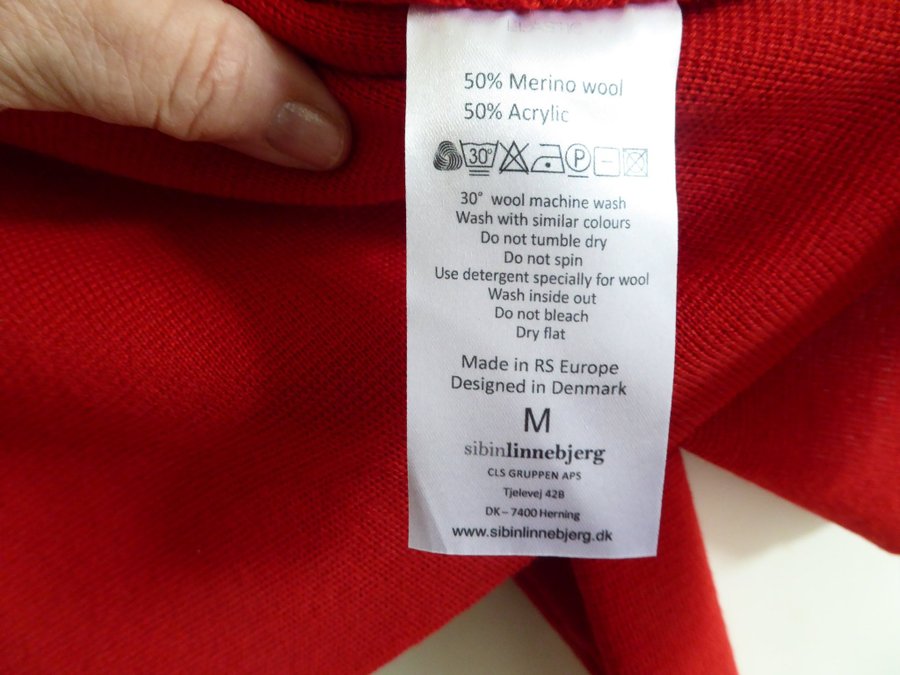 50% Merino wool
50% Acrylic
30° P
30° wool machine wash
Wash with similar colours
Do not tumble dry
Do not spin
Use detergent specially for wool
Wash inside out
Do not bleach
Dry flat
Made in RS Europe
Designed in Denmark
M
sibinlinnebjerg
CLS GRUPPEN APS
Tjelevej 42B
DK – 7400 Herning
www.sibinlinnebjerg.dk